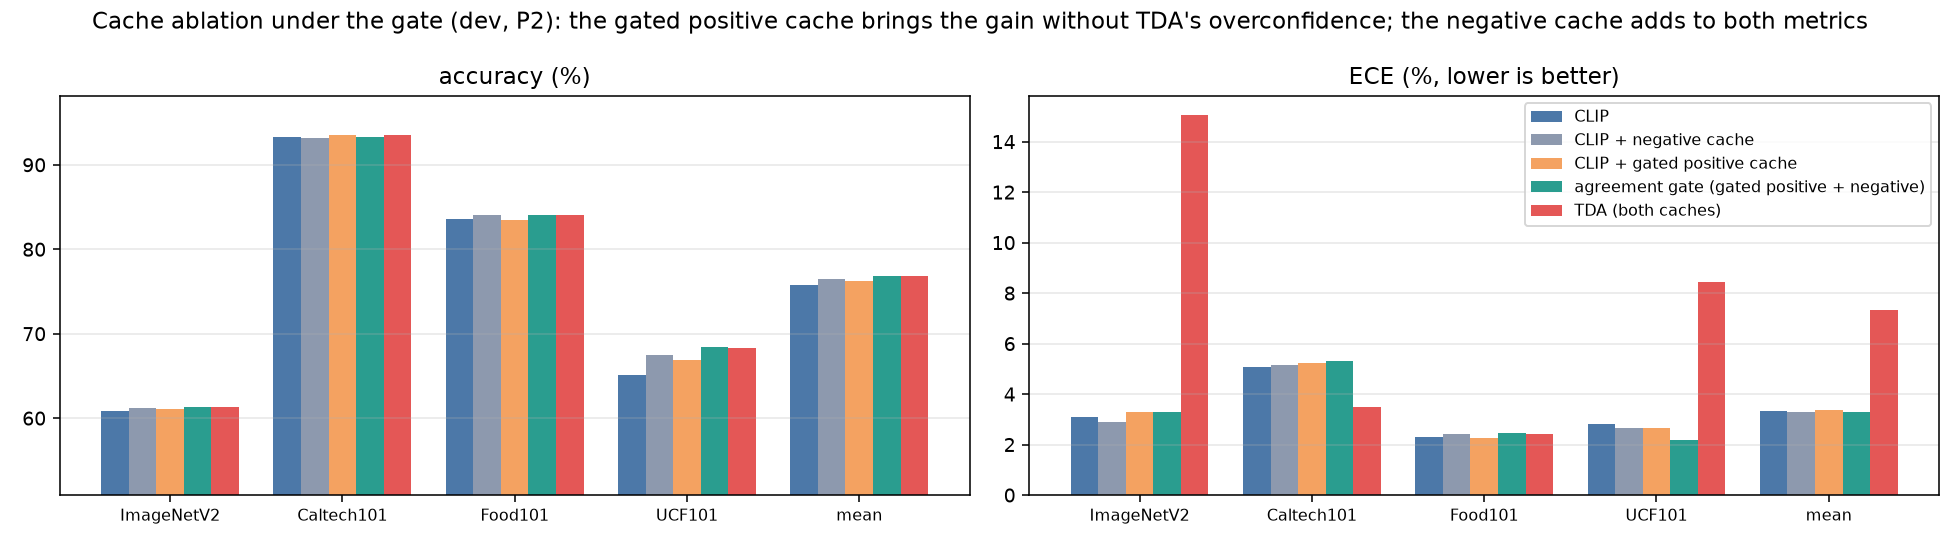 Cache ablation under the gate (dev, P2): the gated positive cache brings the gain without TDA's overconfidence; the negative cache adds to both metrics
accuracy (%)
90
80
70
60
ImageNetV2
Caltech101
Food101
UCF101
mean
ECE (%, lower is better)
14
12
10
8
6
4
2
0
CLIP
CLIP + negative cache
CLIP + gated positive cache
agreement gate (gated positive + negative)
TDA (both caches)
ImageNetV2
Caltech101
Food101
UCF101
mean